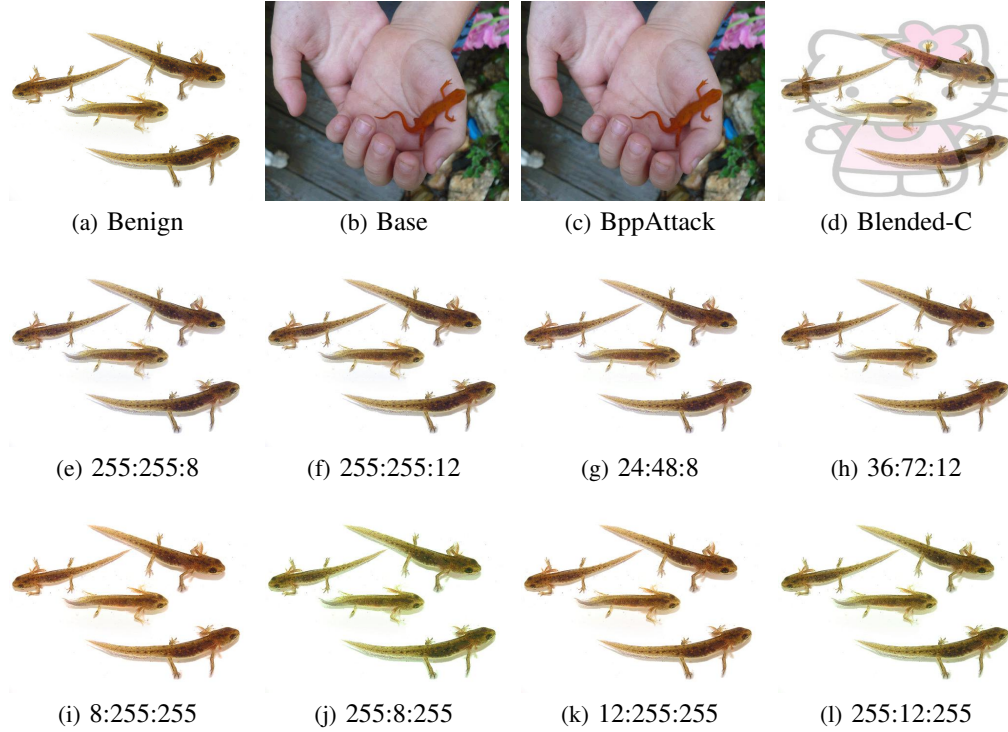 (a) Benign
(b) Base
(c) BppAttack
(d) Blended-C
(e) 255:255:8
(f) 255:255:12
(g) 24:48:8
(h) 36:72:12
(i) 8:255:255
(j) 255:8:255
(k) 12:255:255
(l) 255:12:255